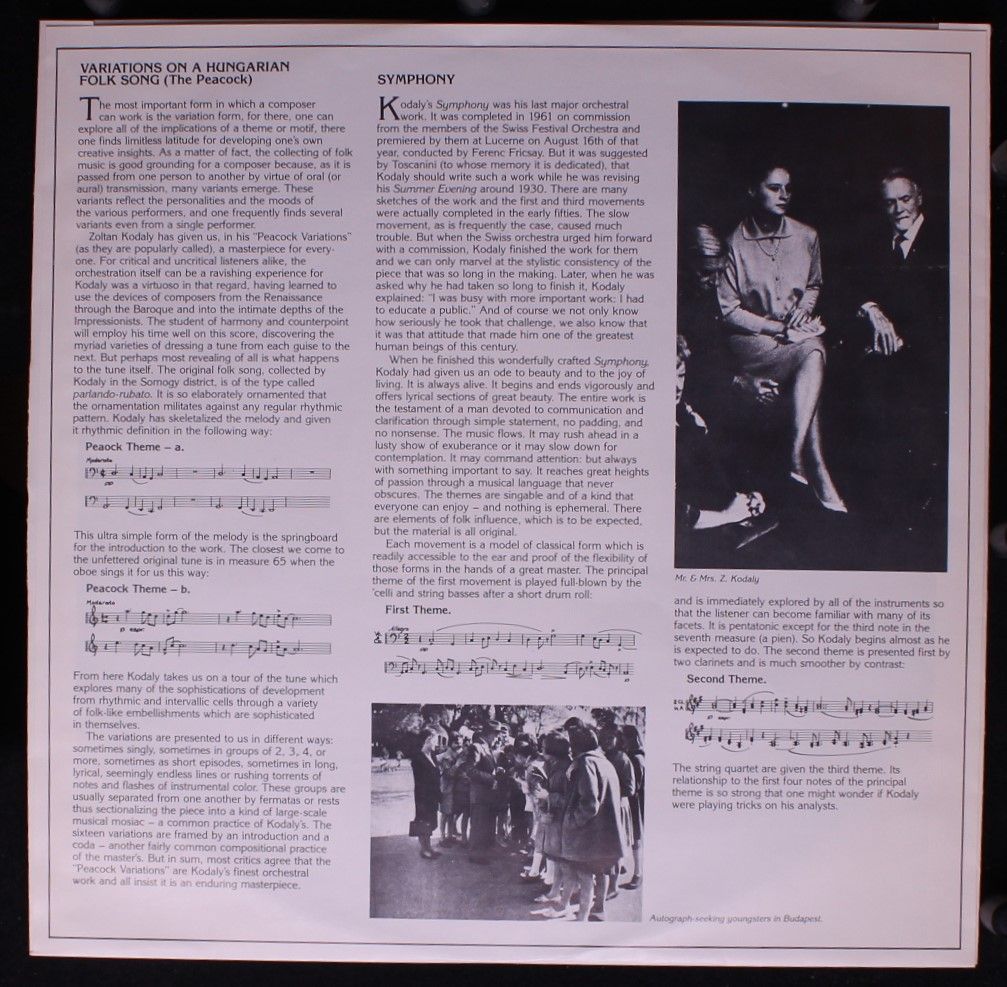 VARIATIONS ON A HUNGARIAN
FOLK SONG (The Peacock)
The most important form in which a composer
can work is the variation form, for there, one can
explore all of the implications of a theme or motif, there
one finds limitless latitude for developing one's own
creative insights. As a matter of fact, the collecting of folk
music is good grounding for a composer because, as it is
passed from one person to another by virtue of oral (or
aural) transmission, many variants emerge. These
variants reflect the personalities and the moods of
the various performers, and one frequently finds several
variants even from a single performer.
Zoltan Kodaly has given us, in his "Peacock Variations"
(as they are popularly called), a masterpiece for every-
one. For critical and uncritical listeners alike, the
orchestration itself can be a ravishing experience for
Kodaly was a virtuoso in that regard, having learned to
use the devices of composers from the Renaissance
through the Baroque and into the intimate depths of the
Impressionists. The student of harmony and counterpoint
will employ his time well on this score, discovering the
myriad varieties of dressing a tune from each guise to the
next. But perhaps most revealing of all is what happens
to the tune itself. The original folk song, collected by
Kodaly in the Somogy district, is of the type called
parlando-rubato. It is so elaborately ornamented that
the ornamentation militates against any regular rhythmic
pattern. Kodaly has skeletalized the melody and given
it rhythmic definition in the following way:
Peaock Theme – a.
Moderato
pp
This ultra simple form of the melody is the springboard
for the introduction to the work. The closest we come to
the unfettered original tune is in measure 65 when the
oboe sings it for us this way:
Peacock Theme – b.
Moderato
p espr.
From here Kodaly takes us on a tour of the tune which
explores many of the sophistications of development
from rhythmic and intervallic cells through a variety
of folk-like embellishments which are sophisticated
in themselves.
The variations are presented to us in different ways:
sometimes singly, sometimes in groups of 2, 3, 4, or
more, sometimes as short episodes, sometimes in long,
lyrical, seemingly endless lines or rushing torrents of
notes and flashes of instrumental color. These groups are
usually separated from one another by fermatas or rests
thus sectionalizing the piece into a kind of large-scale
musical mosiac – a common practice of Kodaly's. The
sixteen variations are framed by an introduction and a
coda – another fairly common compositional practice
of the master's. But in sum, most critics agree that the
"Peacock Variations" are Kodaly's finest orchestral
work and all insist it is an enduring masterpiece.
SYMPHONY
Kodaly's Symphony was his last major orchestral
work. It was completed in 1961 on commission
from the members of the Swiss Festival Orchestra and
premiered by them at Lucerne on August 16th of that
year, conducted by Ferenc Fricsay. But it was suggested
by Toscanini (to whose memory it is dedicated), that
Kodaly should write such a work while he was revising
his Summer Evening around 1930. There are many
sketches of the work and the first and third movements
were actually completed in the early fifties. The slow
movement, as is frequently the case, caused much
trouble. But when the Swiss orchestra urged him forward
with a commission, Kodaly finished the work for them
and we can only marvel at the stylistic consistency of the
piece that was so long in the making. Later, when he was
asked why he had taken so long to finish it, Kodaly
explained: "I was busy with more important work: I had
to educate a public." And of course we not only know
how seriously he took that challenge, we also know that
it was that attitude that made him one of the greatest
human beings of this century.
When he finished this wonderfully crafted Symphony,
Kodaly had given us an ode to beauty and to the joy of
living. It is always alive. It begins and ends vigorously and
offers lyrical sections of great beauty. The entire work is
the testament of a man devoted to communication and
clarification through simple statement, no padding, and
no nonsense. The music flows. It may rush ahead in a
lusty show of exuberance or it may slow down for
contemplation. It may command attention; but always
with something important to say. It reaches great heights
of passion through a musical language that never
obscures. The themes are singable and of a kind that
everyone can enjoy – and nothing is ephemeral. There
are elements of folk influence, which is to be expected,
but the material is all original.
Each movement is a model of classical form which is
readily accessible to the ear and proof of the flexibility of
those forms in the hands of a great master. The principal
theme of the first movement is played full-blown by the
'celli and string basses after a short drum roll:
First Theme.
Allegro
pp
p
Mr. & Mrs. Z. Kodaly
and is immediately explored by all of the instruments so
that the listener can become familiar with many of its
facets. It is pentatonic except for the third note in the
seventh measure (a pien). So Kodaly begins almost as he
is expected to do. The second theme is presented first by
two clarinets and is much smoother by contrast:
Second Theme.
2 CL.
IN A
p espr.
The string quartet are given the third theme. Its
relationship to the first four notes of the principal
theme is so strong that one might wonder if Kodaly
were playing tricks on his analysts.
Autograph-seeking youngsters in Budapest.